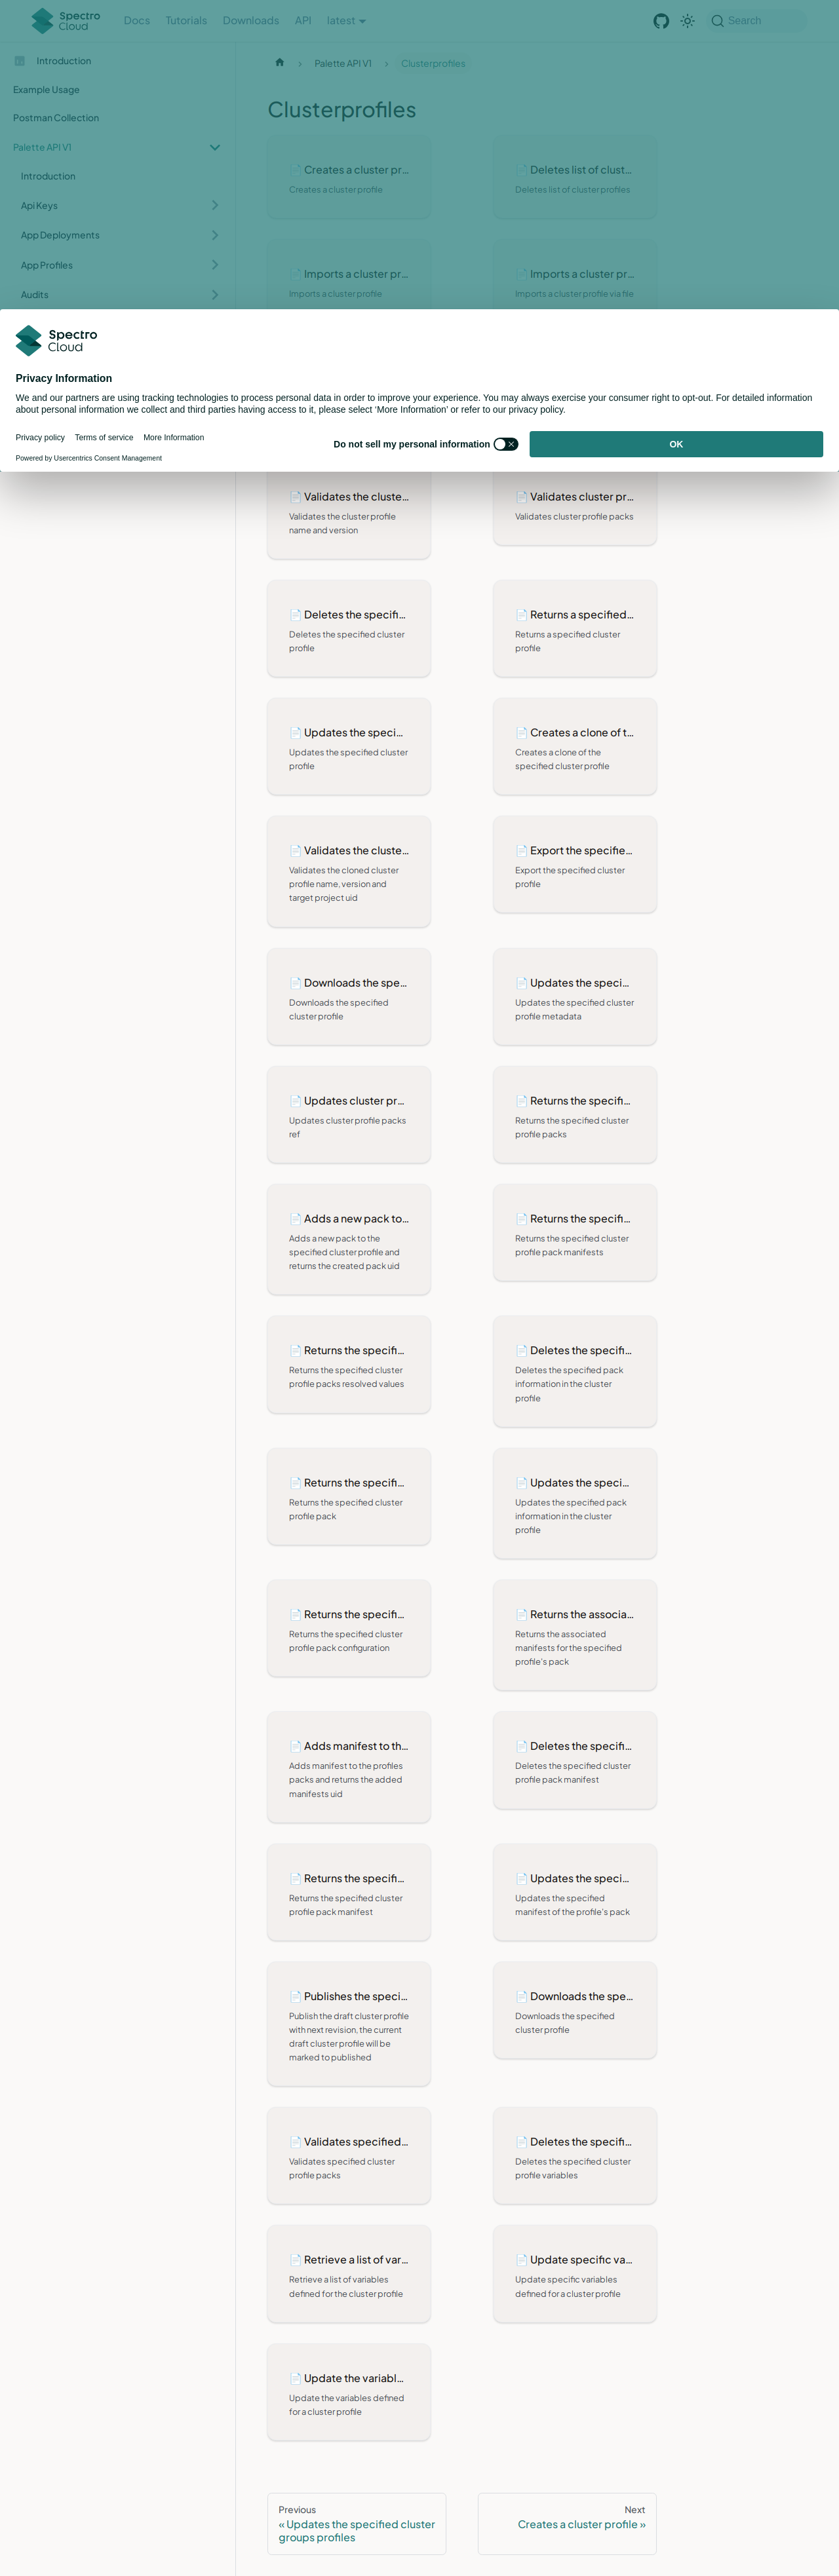 Spectro Cloud
Docs
Tutorials
Downloads
API
latest
Search
Introduction
Example Usage
Postman Collection
Palette API V1
Introduction
Api Keys
App Deployments
App Profiles
Audits
Palette API V1
Clusterprofiles
Clusterprofiles
Creates a cluster pr...
Creates a cluster profile
Deletes list of clust...
Deletes list of cluster profiles
Imports a cluster pr...
Imports a cluster profile
Imports a cluster pr...
Imports a cluster profile via file
Spectro Cloud
Privacy Information
We and our partners are using tracking technologies to process personal data in order to improve your experience. You may always exercise your consumer right to opt-out. For detailed information
about personal information we collect and third parties having access to it, please select ‘More Information’ or refer to our privacy policy.
Privacy policy
Terms of service
More Information
Powered by Usercentrics Consent Management
Do not sell my personal information
OK
Validates the cluste...
Validates the cluster profile
name and version
Validates cluster pr...
Validates cluster profile packs
Deletes the specifi...
Deletes the specified cluster
profile
Returns a specified...
Returns a specified cluster
profile
Updates the speci...
Updates the specified cluster
profile
Creates a clone of t...
Creates a clone of the
specified cluster profile
Validates the cluste...
Validates the cloned cluster
profile name, version and
target project uid
Export the specifie...
Export the specified cluster
profile
Downloads the spe...
Downloads the specified
cluster profile
Updates the speci...
Updates the specified cluster
profile metadata
Updates cluster pr...
Updates cluster profile packs
ref
Returns the specifi...
Returns the specified cluster
profile packs
Adds a new pack to...
Adds a new pack to the
specified cluster profile and
returns the created pack uid
Returns the specifi...
Returns the specified cluster
profile pack manifests
Returns the specifi...
Returns the specified cluster
profile packs resolved values
Deletes the specifi...
Deletes the specified pack
information in the cluster
profile
Returns the specifi...
Returns the specified cluster
profile pack
Updates the speci...
Updates the specified pack
information in the cluster
profile
Returns the specifi...
Returns the specified cluster
profile pack configuration
Returns the associa...
Returns the associated
manifests for the specified
profile's pack
Adds manifest to th...
Adds manifest to the profiles
packs and returns the added
manifests uid
Deletes the specifi...
Deletes the specified cluster
profile pack manifest
Returns the specifi...
Returns the specified cluster
profile pack manifest
Updates the speci...
Updates the specified
manifest of the profile's pack
Publishes the speci...
Publish the draft cluster profile
with next revision, the current
draft cluster profile will be
marked to published
Downloads the spe...
Downloads the specified
cluster profile
Validates specified...
Validates specified cluster
profile packs
Deletes the specifi...
Deletes the specified cluster
profile variables
Retrieve a list of var...
Retrieve a list of variables
defined for the cluster profile
Update specific va...
Update specific variables
defined for a cluster profile
Update the variabl...
Update the variables defined
for a cluster profile
Previous
« Updates the specified cluster
groups profiles
Next
Creates a cluster profile »